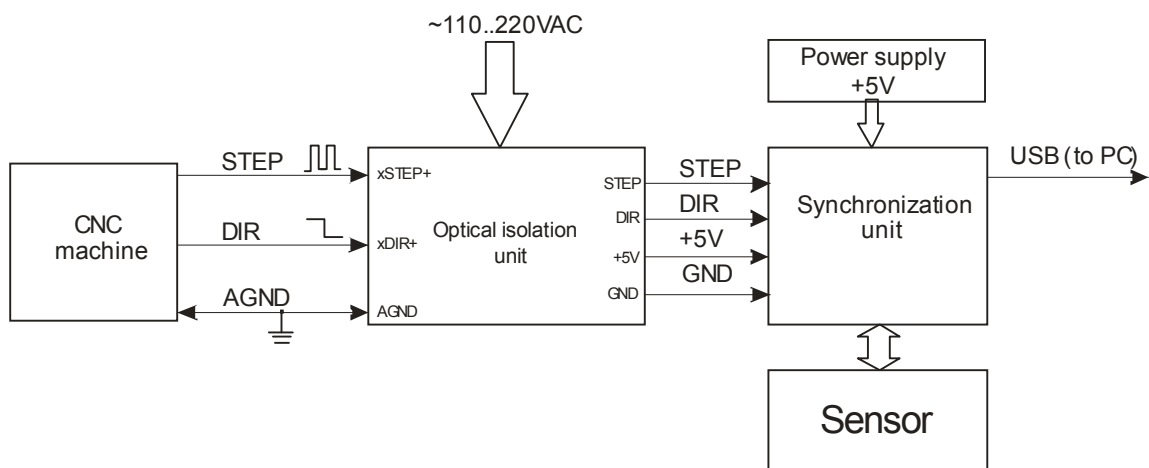 ~110..220VAC
Power supply
+5V
USB (to PC)
STEP
xSTEP+
STEP
STEP
CNC
machine
DIR
xDIR+
Optical isolation
unit
DIR
DIR
Synchronization
unit
+5V
+5V
AGND
AGND
GND
GND
Sensor